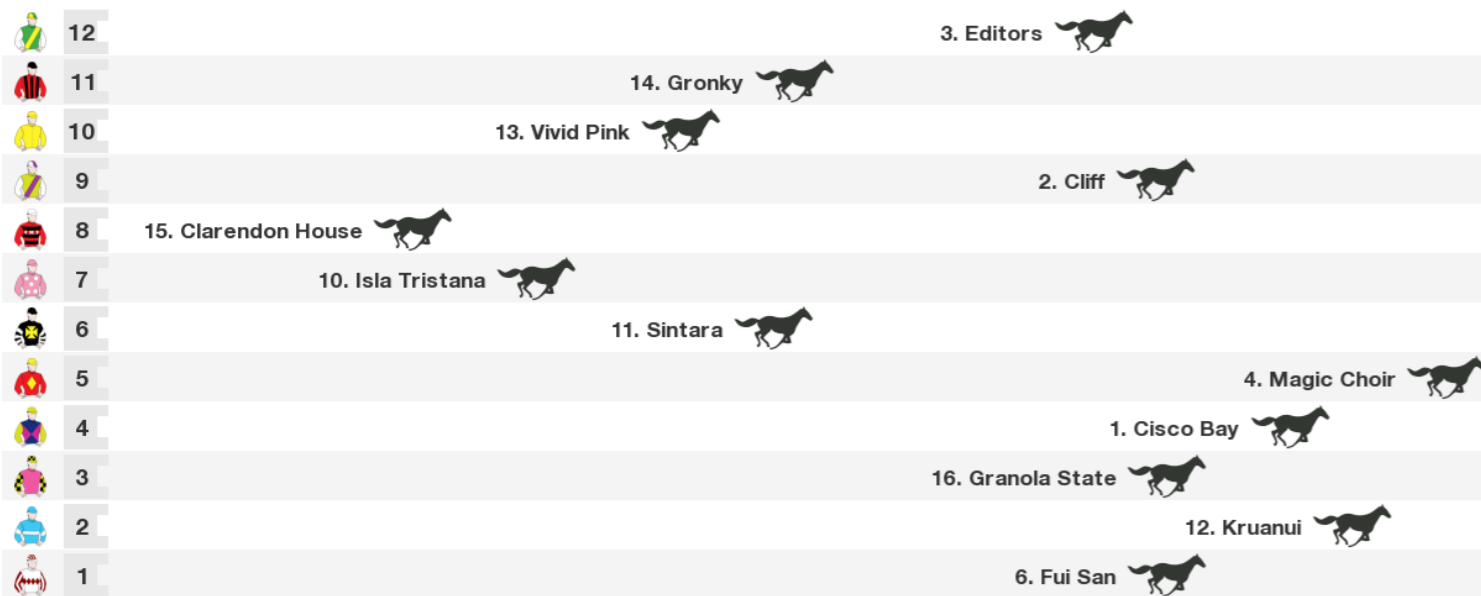 12 3. Editors
11 14. Gronky
10 13. Vivid Pink
9 2. Cliff
8 15. Clarendon House
7 10. Isla Tristana
6 11. Sintara
5 4. Magic Choir
4 1. Cisco Bay
3 16. Granola State
2 12. Kruanui
1 6. Fui San